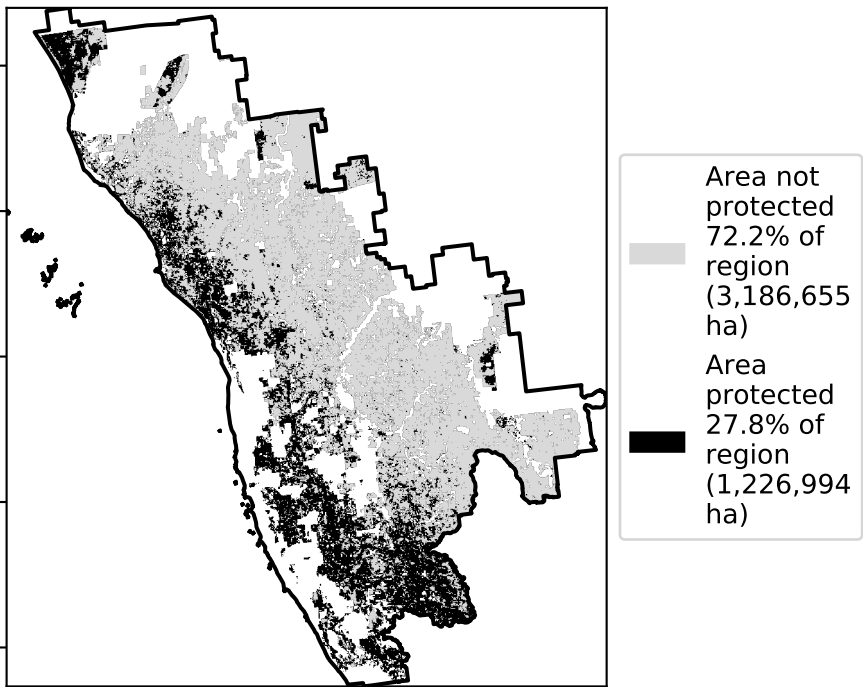 Area not
protected
72.2% of
region
(3,186,655
ha)
Area
protected
27.8% of
region
(1,226,994
ha)